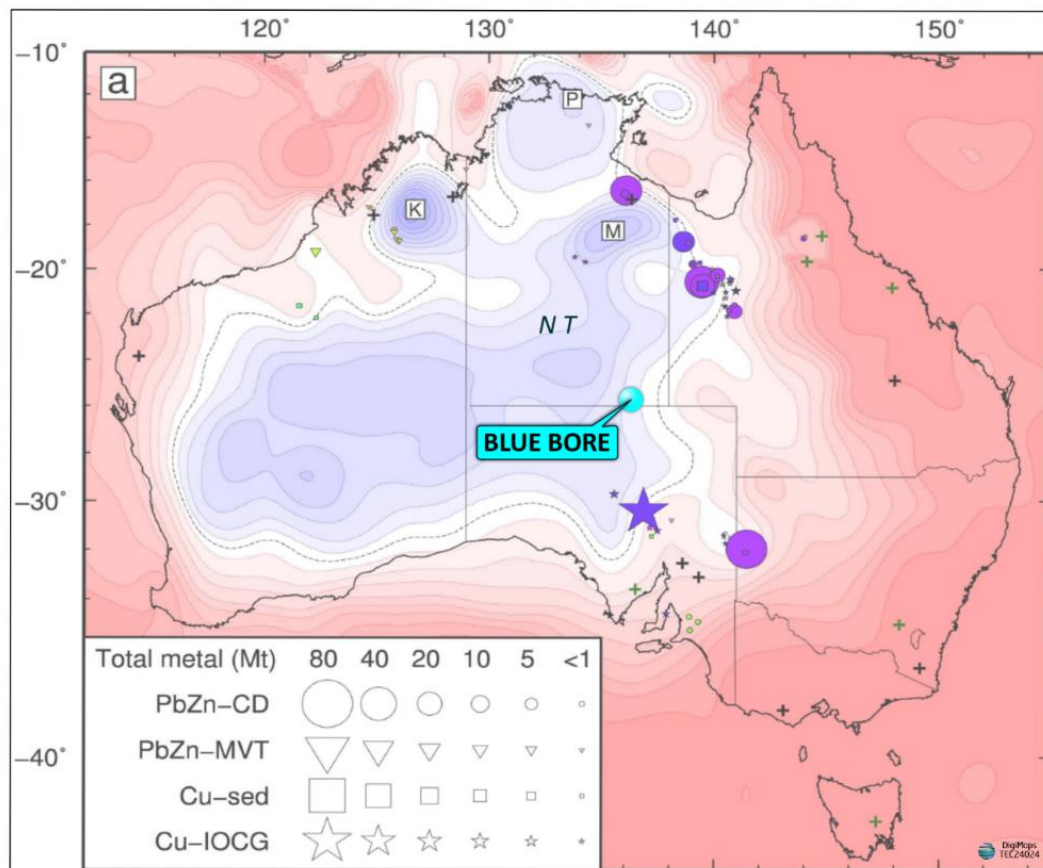 120° 130° 140° 150°
−10°
a
P
K
M
−20°
N T
BLUE BORE
−30°
−40°
Total metal (Mt) 80 40 20 10 5 <1
PbZn−CD
PbZn−MVT
Cu−sed
Cu−IOCG
DigiMaps
TEC24024